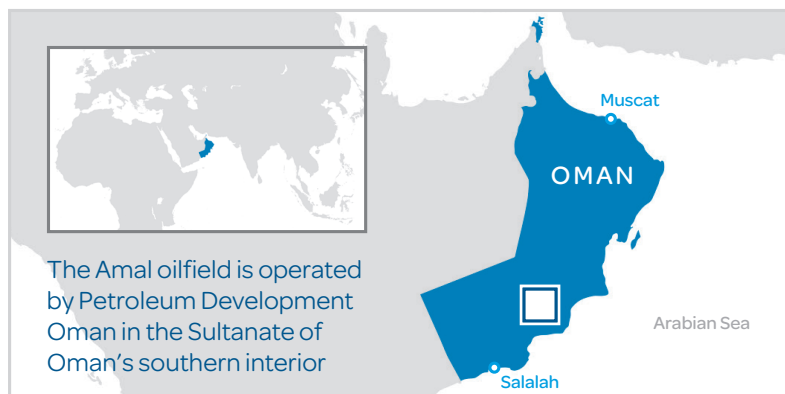 Muscat
OMAN
The Amal oilfield is operated
by Petroleum Development
Oman in the Sultanate of
Oman’s southern interior
Arabian Sea
Salalah